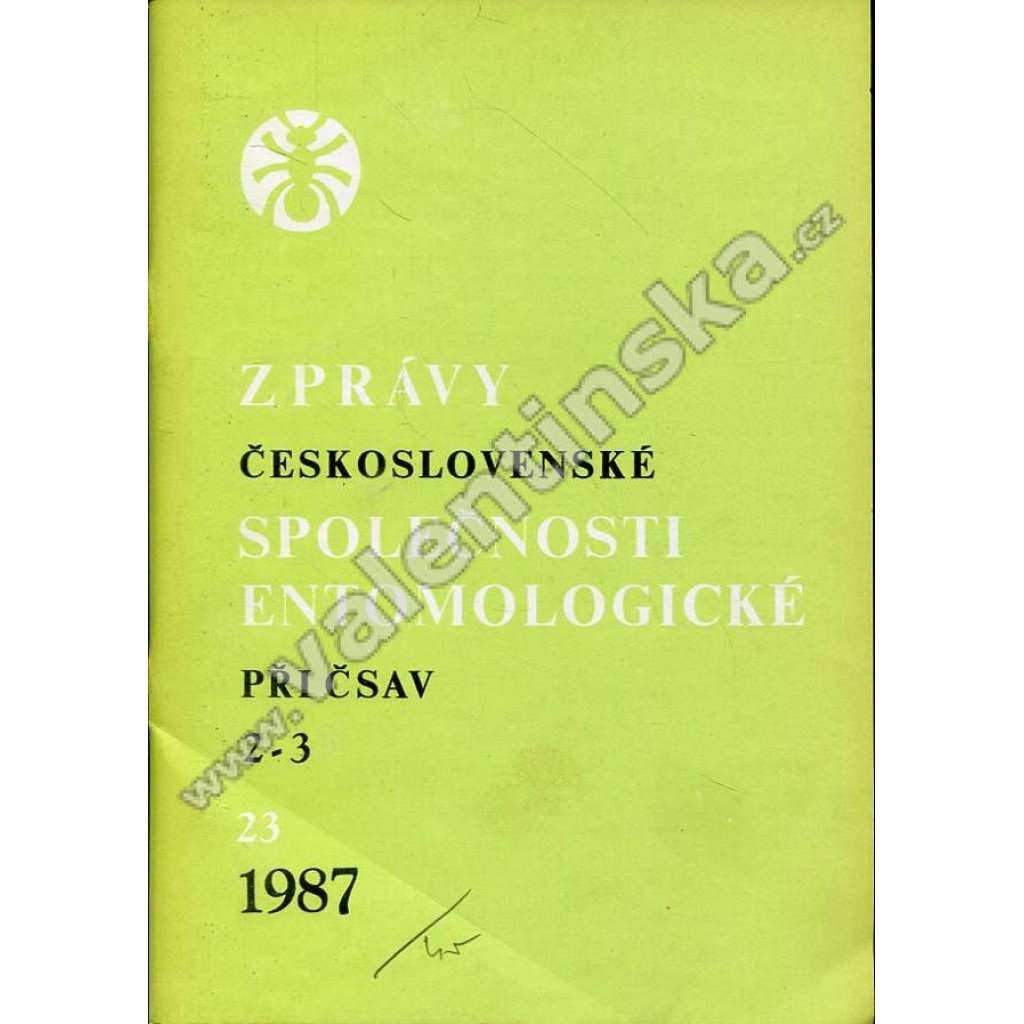 ZPRÁVY
ČESKOSLOVENSKÉ
SPOLEČNOSTI
ENTOMOLOGICKÉ
PŘI ČSAV
2-3
23
1987
www.valentinska.cz